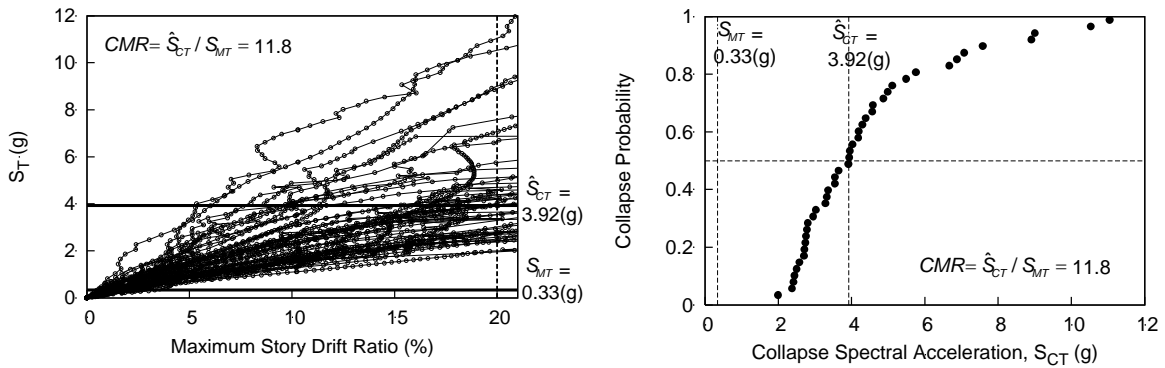 12
10
8
6
4
2
0
S_T (g)
CMR= Ŝ_CT / S_MT = 11.8
Ŝ_CT =
3.92(g)
S_MT =
0.33(g)
0 5 10 15 20
Maximum Story Drift Ratio (%)
1
0.8
0.6
0.4
0.2
0
Collapse Probability
S_MT =
0.33(g)
Ŝ_CT =
3.92(g)
CMR= Ŝ_CT / S_MT = 11.8
0 2 4 6 8 10 12
Collapse Spectral Acceleration, S_CT (g)